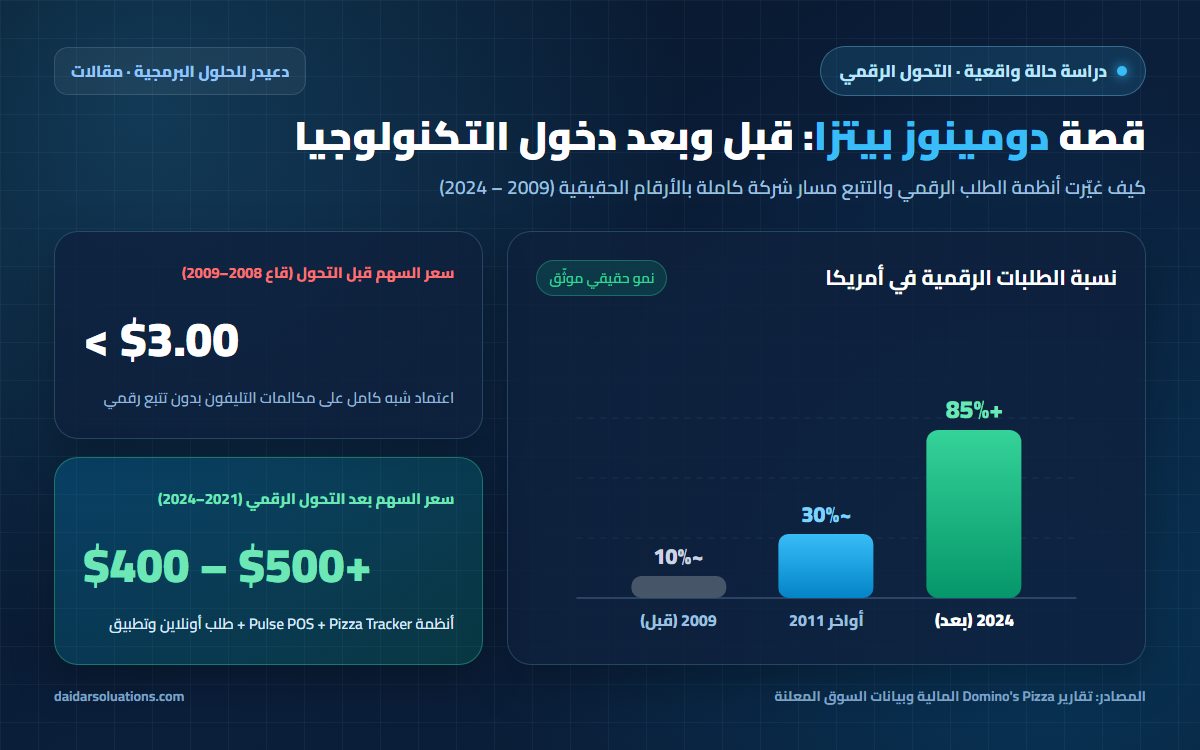 دراسة حالة واقعية · التحول الرقمي
دعيدر للحلول البرمجية · مقالات
قصة دومينوز بيتزا: قبل وبعد دخول التكنولوجيا
كيف غيّرت أنظمة الطلب الرقمي والتتبع مسار شركة كاملة بالأرقام الحقيقية (2009 – 2024)
نسبة الطلبات الرقمية في أمريكا
نمو حقيقي موثّق
85%+
30%~
10%~
2024 (بعد)
أواخر 2011
2009 (قبل)
سعر السهم قبل التحول (قاع 2008–2009)
< $3.00
اعتماد شبه كامل على مكالمات التليفون بدون تتبع رقمي
سعر السهم بعد التحول الرقمي (2021–2024)
$400 – $500+
أنظمة Pulse POS + Pizza Tracker + طلب أونلاين وتطبيق
المصادر: تقارير Domino's Pizza المالية وبيانات السوق المعلنة
daidarsoluations.com